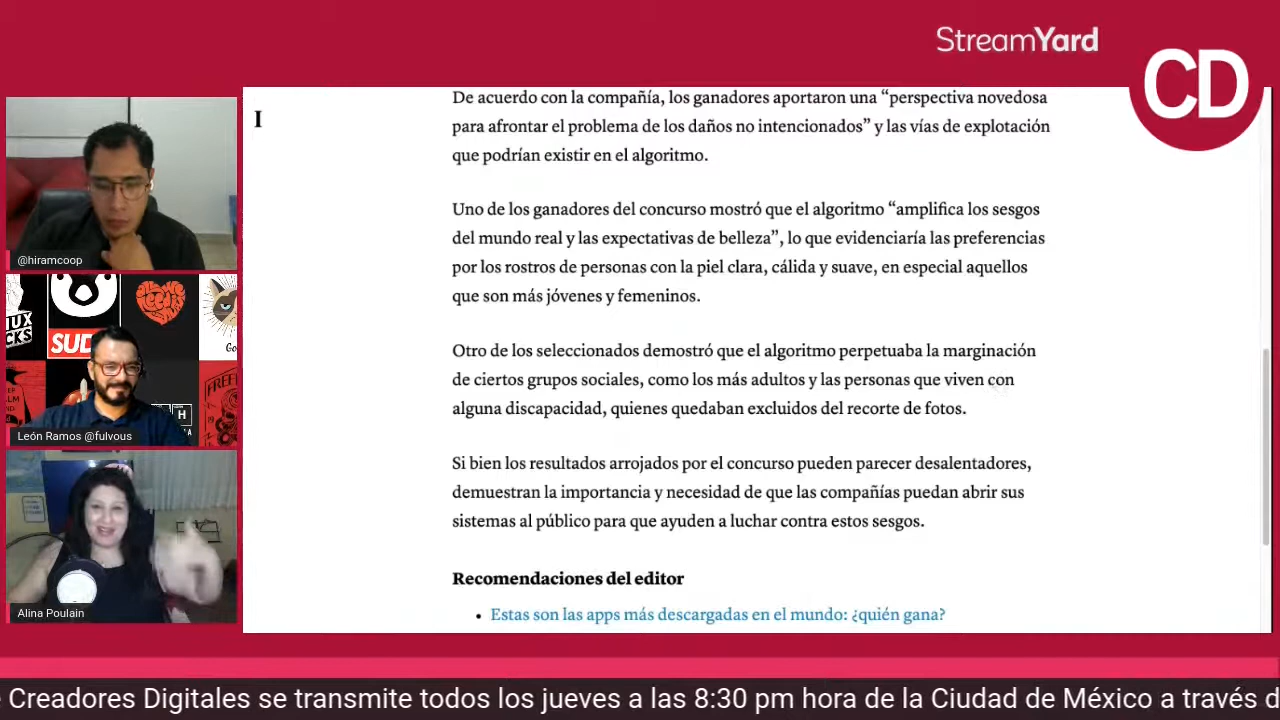 StreamYard
CD
De acuerdo con la compañía, los ganadores aportaron una “perspectiva novedosa
para afrontar el problema de los daños no intencionados” y las vías de explotación
que podrían existir en el algoritmo.
Uno de los ganadores del concurso mostró que el algoritmo “amplifica los sesgos
del mundo real y las expectativas de belleza”, lo que evidenciaría las preferencias
por los rostros de personas con la piel clara, cálida y suave, en especial aquellos
que son más jóvenes y femeninos.
Otro de los seleccionados demostró que el algoritmo perpetuaba la marginación
de ciertos grupos sociales, como los más adultos y las personas que viven con
alguna discapacidad, quienes quedaban excluidos del recorte de fotos.
Si bien los resultados arrojados por el concurso pueden parecer desalentadores,
demuestran la importancia y necesidad de que las compañías puedan abrir sus
sistemas al público para que ayuden a luchar contra estos sesgos.
Recomendaciones del editor
• Estas son las apps más descargadas en el mundo: ¿quién gana?
@hiramcoop
SUD
León Ramos @fulvous
Alina Poulain
Creadores Digitales se transmite todos los jueves a las 8:30 pm hora de la Ciudad de México a través d